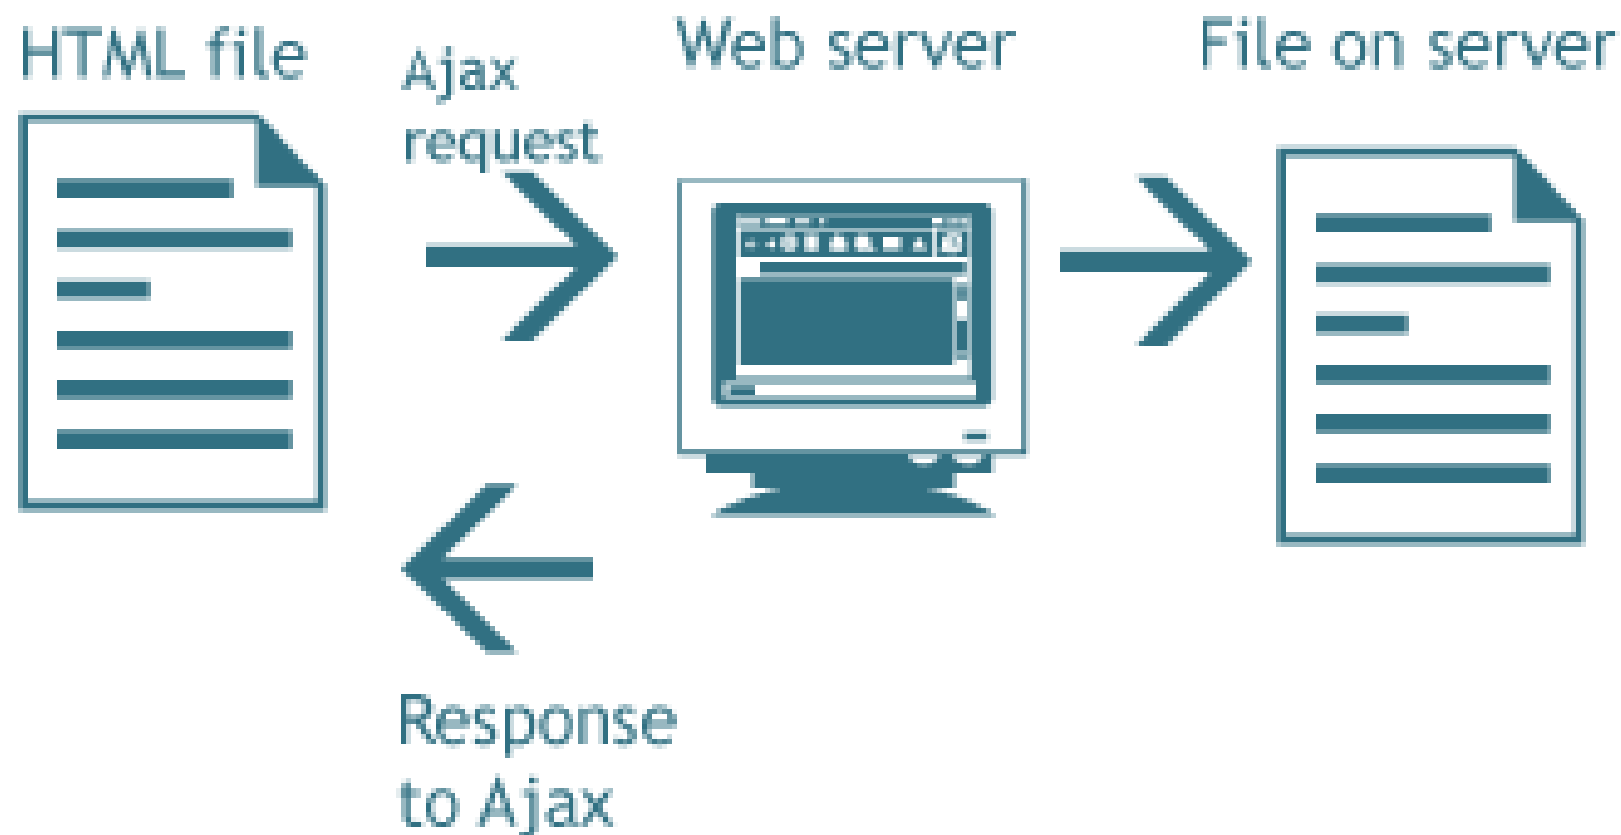 HTML file
Ajax
request
Web server
File on server
Response
to Ajax